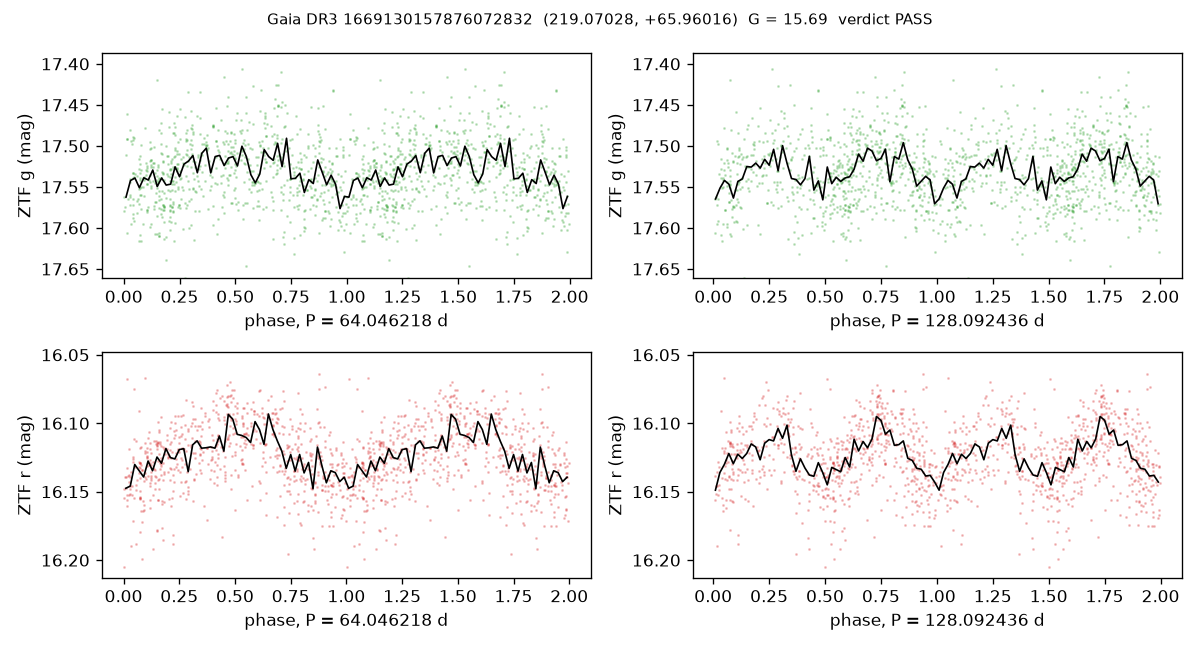 Gaia DR3 1669130157876072832 (219.07028, +65.96016) G = 15.69 verdict PASS
ZTF g (mag)
17.40
17.45
17.50
17.55
17.60
17.65
0.00 0.25 0.50 0.75 1.00 1.25 1.50 1.75 2.00
phase, P = 64.046218 d
ZTF g (mag)
17.40
17.45
17.50
17.55
17.60
17.65
0.00 0.25 0.50 0.75 1.00 1.25 1.50 1.75 2.00
phase, P = 128.092436 d
ZTF r (mag)
16.05
16.10
16.15
16.20
0.00 0.25 0.50 0.75 1.00 1.25 1.50 1.75 2.00
phase, P = 64.046218 d
ZTF r (mag)
16.05
16.10
16.15
16.20
0.00 0.25 0.50 0.75 1.00 1.25 1.50 1.75 2.00
phase, P = 128.092436 d